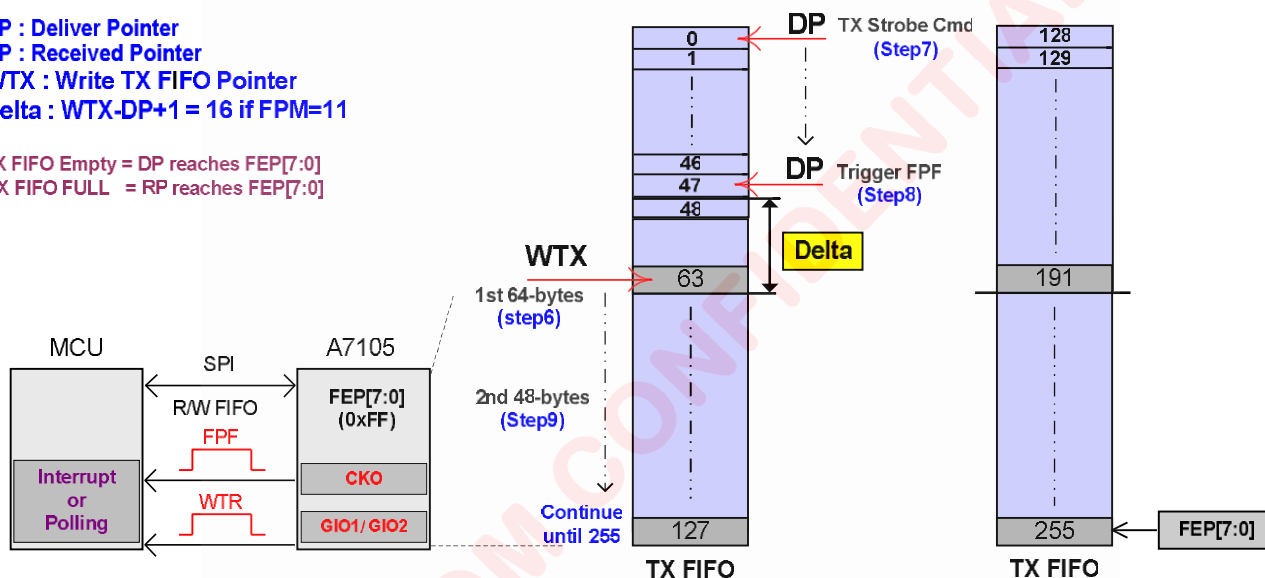 P : Deliver Pointer
P : Received Pointer
WTX : Write TX FIFO Pointer
elta : WTX-DP+1 = 16 if FPM=11
X FIFO Empty = DP reaches FEP[7:0]
X FIFO FULL = RP reaches FEP[7:0]
0
1
46
47
48
63
127
TX FIFO
DP
TX Strobe Cmd
(Step7)
DP
Trigger FPF
(Step8)
Delta
WTX
1st 64-bytes
(step6)
2nd 48-bytes
(Step9)
Continue
until 255
128
129
191
255
TX FIFO
FEP[7:0]
MCU
Interrupt
or
Polling
SPI
R/W FIFO
FPF
WTR
A7105
FEP[7:0]
(0xFF)
CKO
GIO1/ GIO2
OM CONFIDENTIA